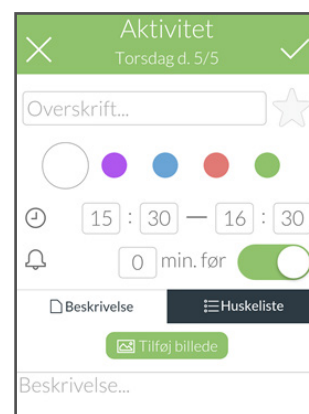 Aktivitet
Torsdag d. 5/5
Overskrift...
15 : 30 — 16 : 30
0 min. før
Beskrivelse Huskeliste
Tilføj billede
Beskrivelse...